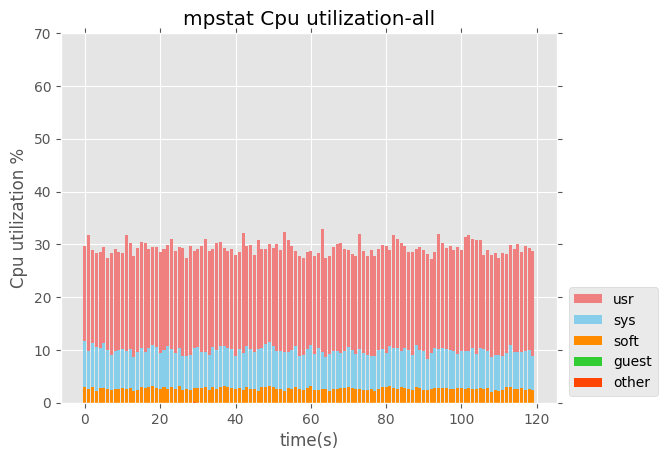 mpstat Cpu utilization-all
Cpu utilization %
70
60
50
40
30
20
10
0
0 20 40 60 80 100 120
time(s)
usr
sys
soft
guest
other